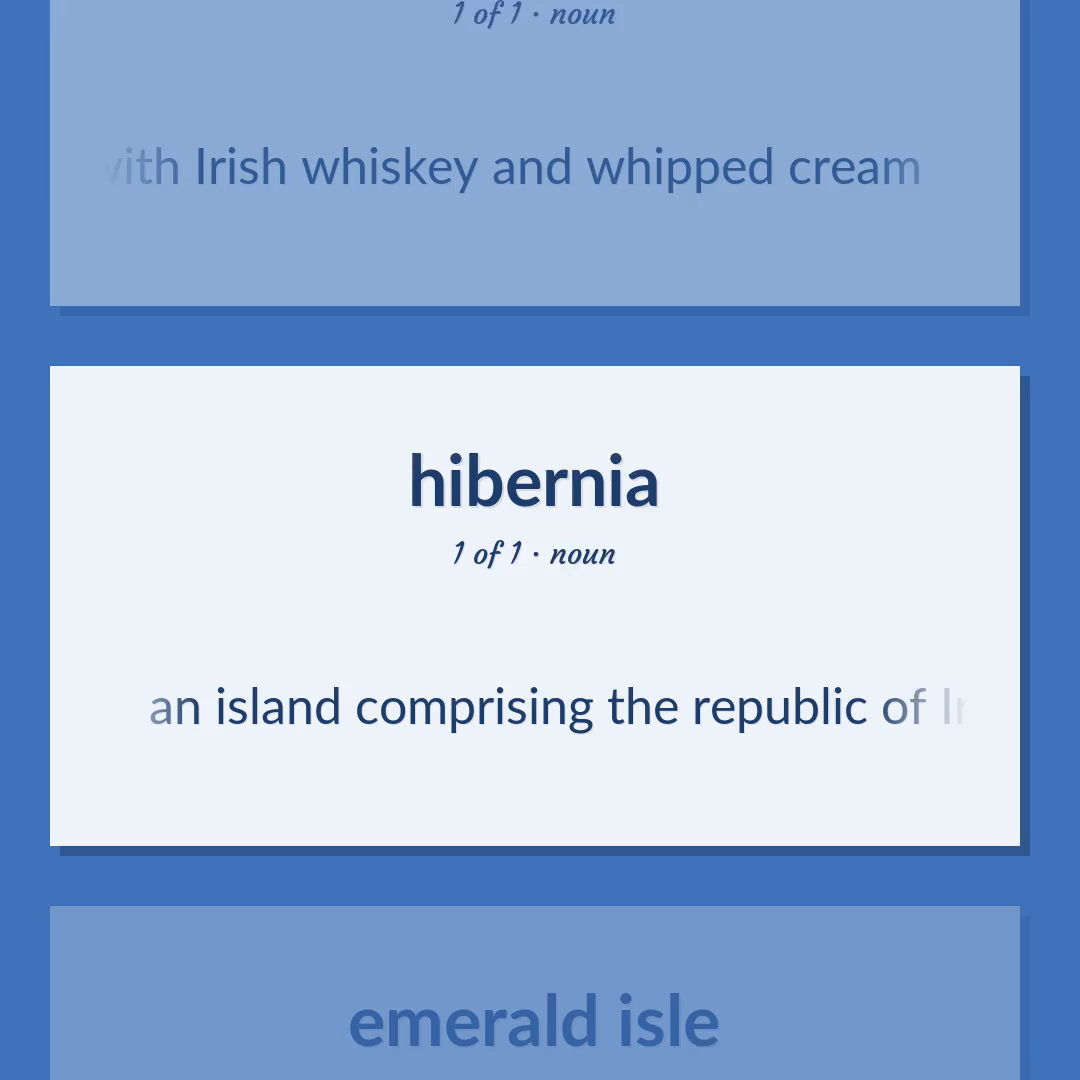 1 of 1 · noun
with Irish whiskey and whipped cream
hibernia
1 of 1 · noun
an island comprising the republic of
emerald isle